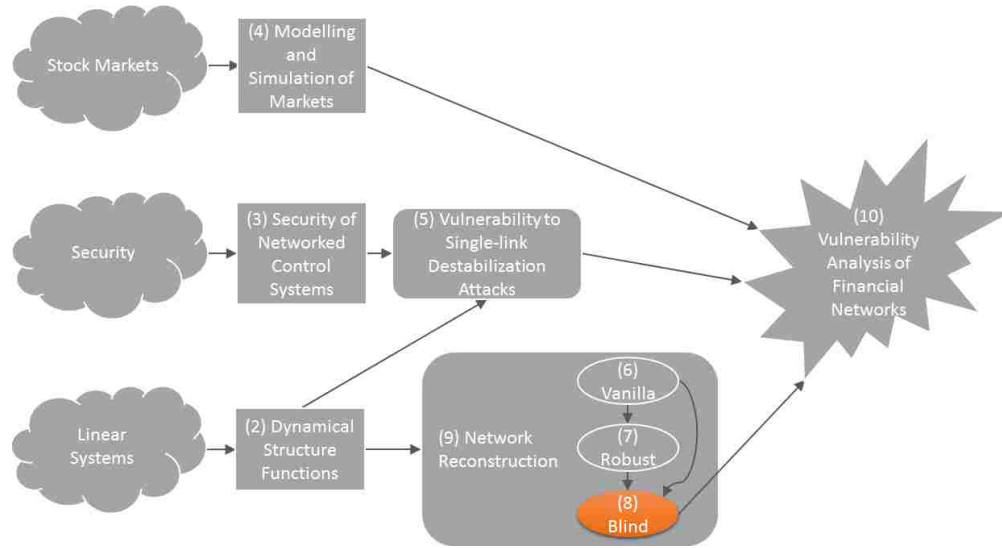 Stock Markets
(4) Modelling
and
Simulation of
Markets
Security
(3) Security of
Networked
Control
Systems
(5) Vulnerability to
Single-link
Destabilization
Attacks
(10)
Vulnerability
Analysis of
Financial
Networks
Linear
Systems
(2) Dynamical
Structure
Functions
(9) Network
Reconstruction
(6)
Vanilla
(7)
Robust
(8)
Blind